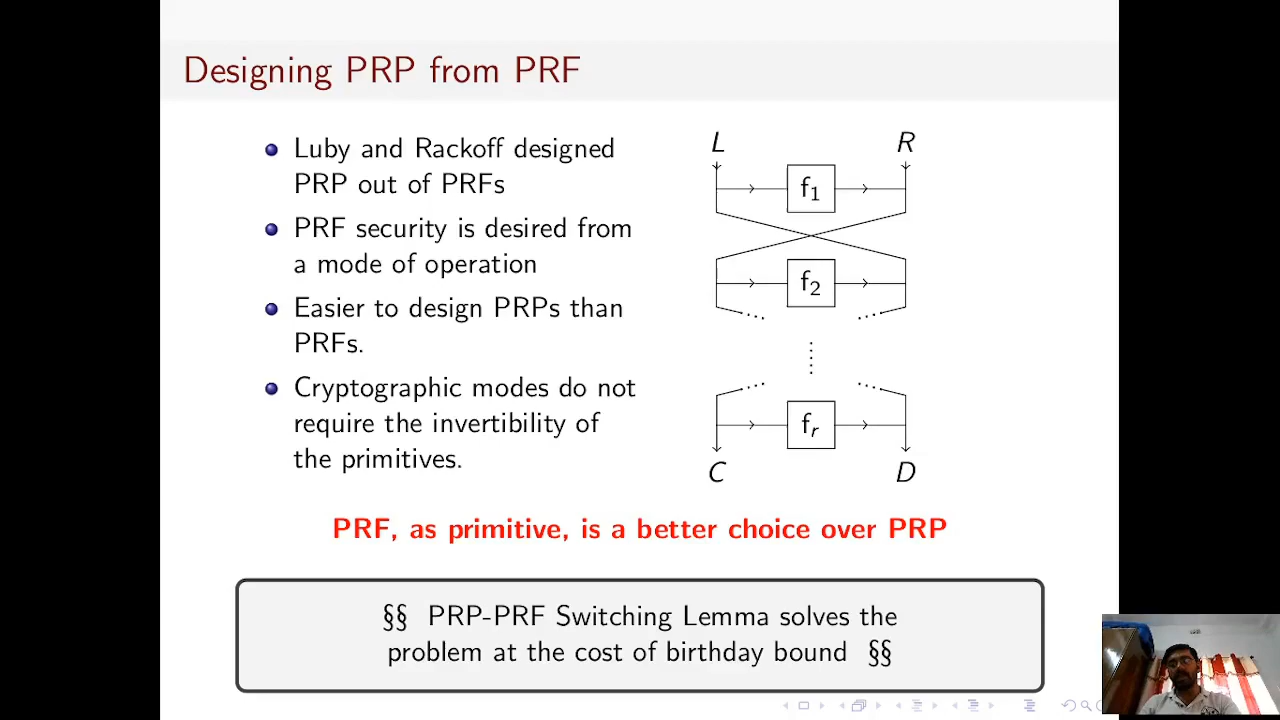 Designing PRP from PRF
Luby and Rackoff designed
PRP out of PRFs
PRF security is desired from
a mode of operation
Easier to design PRPs than
PRFs.
Cryptographic modes do not
require the invertibility of
the primitives.
L R
f1
f2
fr
C D
PRF, as primitive, is a better choice over PRP
§§ PRP-PRF Switching Lemma solves the
problem at the cost of birthday bound §§